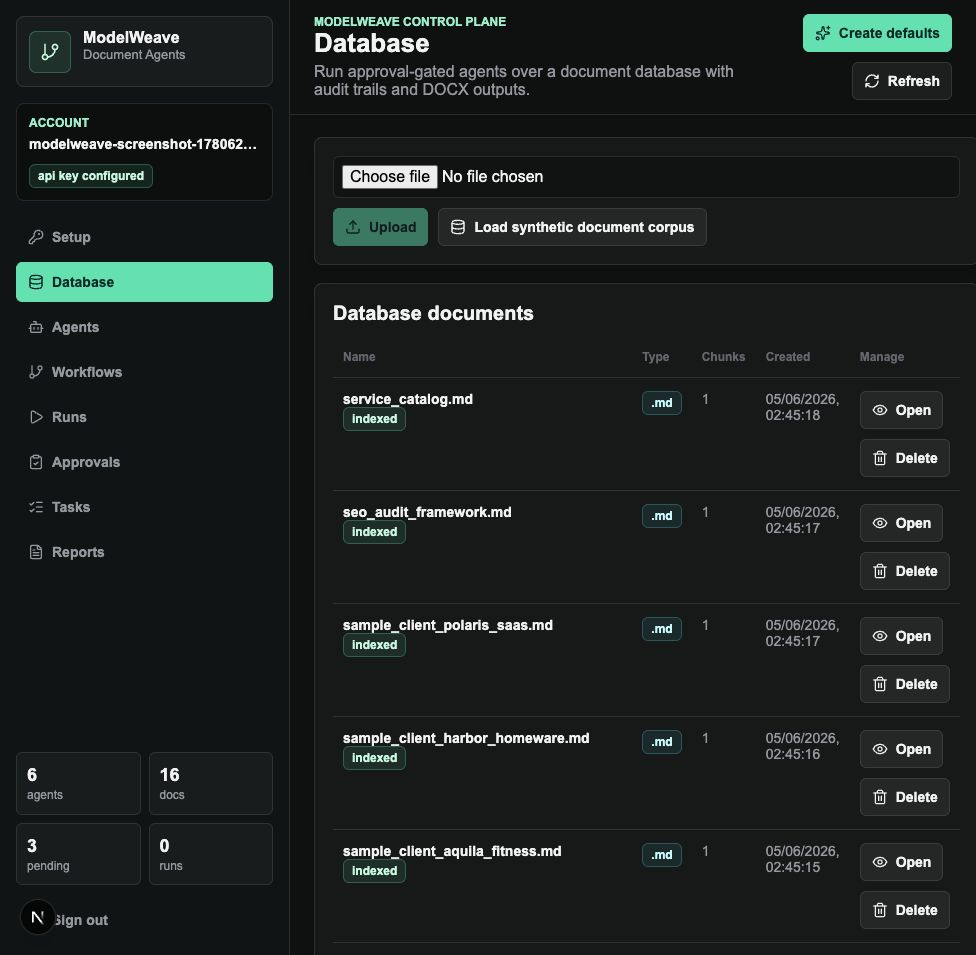 ModelWeave
Document Agents
ACCOUNT
modelweave-screenshot-178062...
api key configured
Setup
Database
Agents
Workflows
Runs
Approvals
Tasks
Reports
6
agents
16
docs
3
pending
0
runs
N
Sign out
MODELWEAVE CONTROL PLANE
Database
Run approval-gated agents over a document database with
audit trails and DOCX outputs.
Create defaults
Refresh
Choose file No file chosen
Upload
Load synthetic document corpus
Database documents
Name Type Chunks Created Manage
service_catalog.md .md 1 05/06/2026, Open
indexed 02:45:18
Delete
seo_audit_framework.md .md 1 05/06/2026, Open
indexed 02:45:17
Delete
sample_client_polaris_saas.md .md 1 05/06/2026, Open
indexed 02:45:17
Delete
sample_client_harbor_homeware.md .md 1 05/06/2026, Open
indexed 02:45:16
Delete
sample_client_aquila_fitness.md .md 1 05/06/2026, Open
indexed 02:45:15
Delete